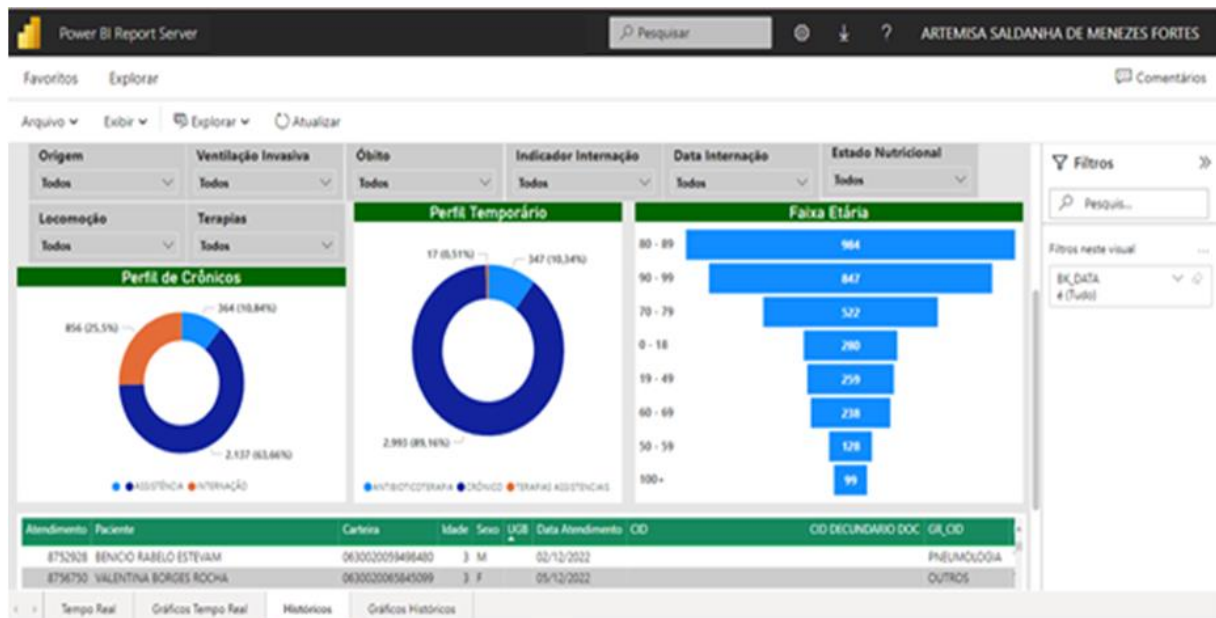 Power BI Report Server
Pesquisar
?
ARTEMISA SALDANHA DE MENEZES FORTES
Favoritos Explorar
Comentários
Arquivo Exibir Explorar Atualizar
Origem Ventilação Invasiva Óbito Indicador Internação Data Internação Estado Nutricional
Todos Todos Todos Todos Todos Todos
Locomoção Terapias
Todos Todos
Perfil de Crônicos
364 (10,84%)
856 (25,5%)
2.137 (63,66%)
ASSISTÊNCIA INTERNAÇÃO
Perfil Temporário
17 (0,51%) 347 (10,34%)
2.993 (89,16%)
ANTIBIOTICOTERAPIA CRÔNICO TERAPIAS ASSISTENCIAIS
Faixa Etária
80 - 89 984
90 - 99 847
70 - 79 522
0 - 18 280
19 - 49 259
60 - 69 238
50 - 59 128
100+ 99
Filtros
Pesquis...
Filtros neste visual ...
BK_DATA
é (Tudo)
Atendimento Paciente Carteira Idade Sexo UGB Data Atendimento CID CID DECUNDARIO DOC GR_CID
8752928 BENICIO RABELO ESTEVAM 0630020059498480 3 M 02/12/2022 PNEUMOLOGIA
8756750 VALENTINA BORGES ROCHA 0630020065845099 3 F 05/12/2022 OUTROS
Tempo Real Gráficos Tempo Real Históricos Gráficos Históricos